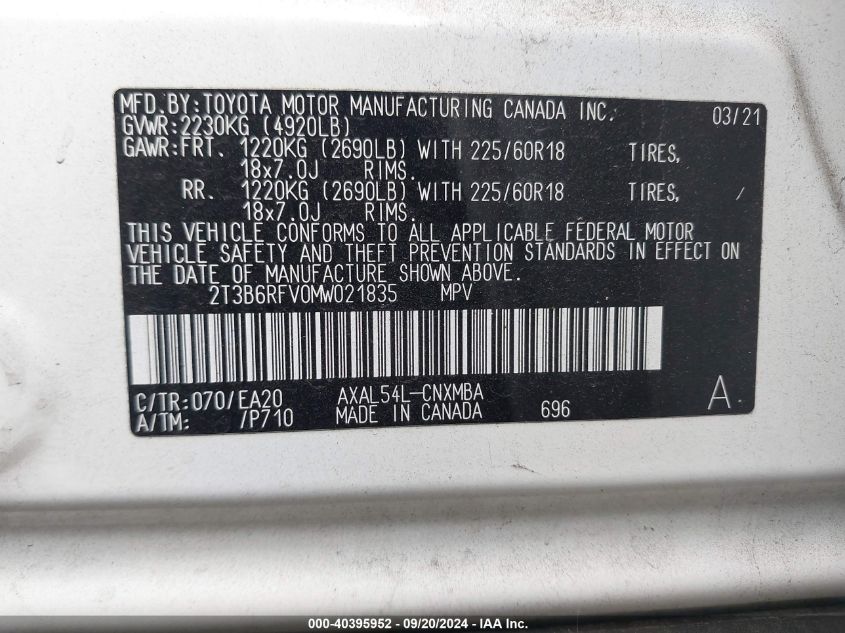 MFD.BY:TOYOTA MOTOR MANUFACTURING CANADA INC. 03/21
GVWR:2230KG (4920LB)
GAWR:FRT. 1220KG (2690LB) WITH 225/60R18 TIRES,
18x7.0J RIMS.
RR. 1220KG (2690LB) WITH 225/60R18 TIRES, /
18x7.0J RIMS.
THIS VEHICLE CONFORMS TO ALL APPLICABLE FEDERAL MOTOR
VEHICLE SAFETY AND THEFT PREVENTION STANDARDS IN EFFECT ON
THE DATE OF MANUFACTURE SHOWN ABOVE.
2T3B6RFV0MW021835 MPV
C/TR:070/EA20 AXAL54L-CNXMBA A
A/TM: /P710 MADE IN CANADA 696
000-40395952 - 09/20/2024 - IAA Inc.